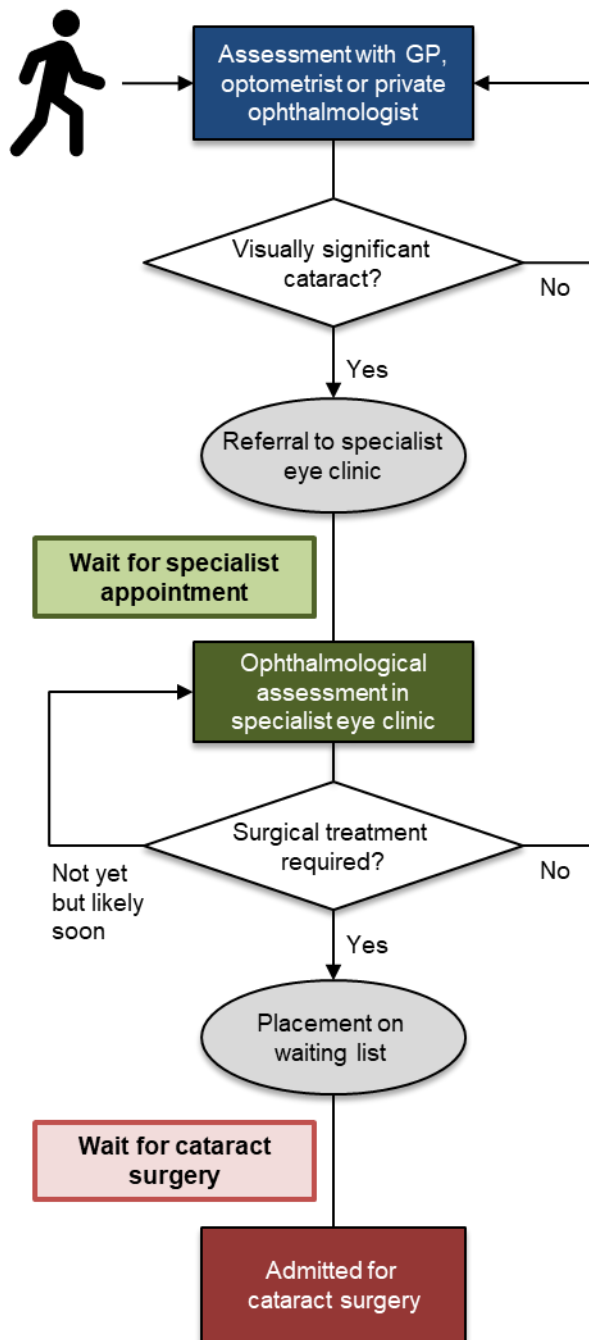 Assessment with GP,
optometrist or private
ophthalmologist
Visually significant
cataract?
No
Yes
Referral to specialist
eye clinic
Wait for specialist
appointment
Ophthalmological
assessment in
specialist eye clinic
Surgical treatment
required?
No
Not yet
but likely
soon
Yes
Placement on
waiting list
Wait for cataract
surgery
Admitted for
cataract surgery